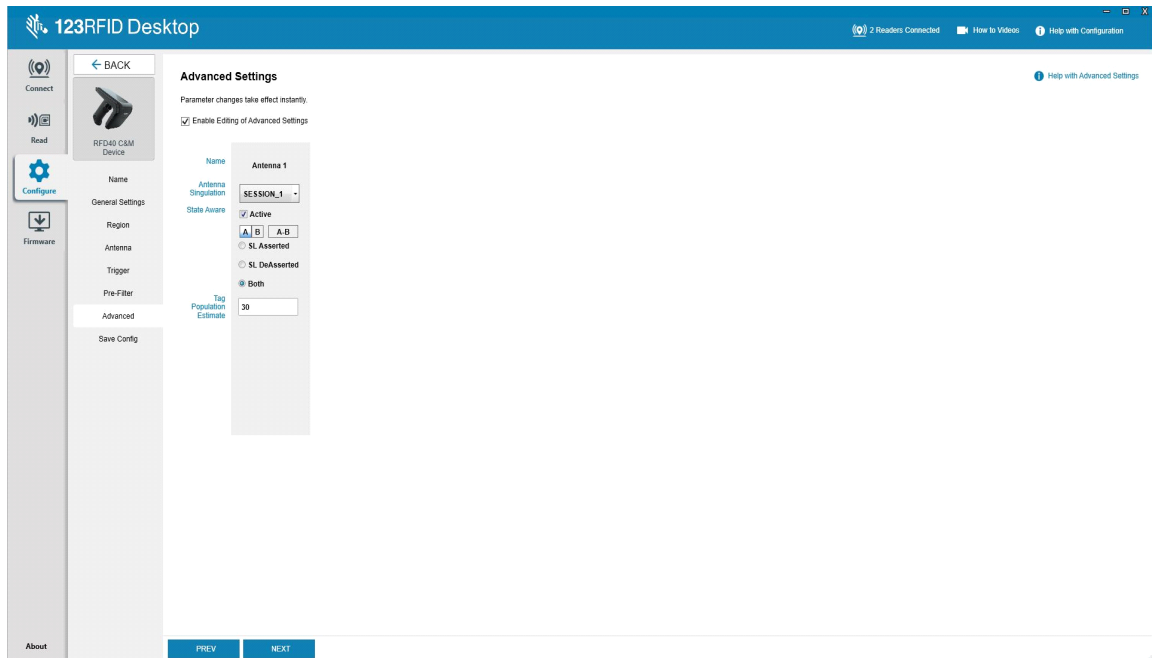 123RFID Desktop
2 Readers Connected
How to Videos
Help with Configuration
Connect
Read
Configure
Firmware
About
BACK
RFD40 C&M
Device
Name
General Settings
Region
Antenna
Trigger
Pre-Filter
Advanced
Save Config
Advanced Settings
Help with Advanced Settings
Parameter changes take effect instantly.
Enable Editing of Advanced Settings
Name
Antenna 1
Antenna
Singulation
SESSION_1
State Aware
Active
A B A-B
SL Asserted
SL DeAsserted
Both
Tag
Population
Estimate
30
PREV
NEXT